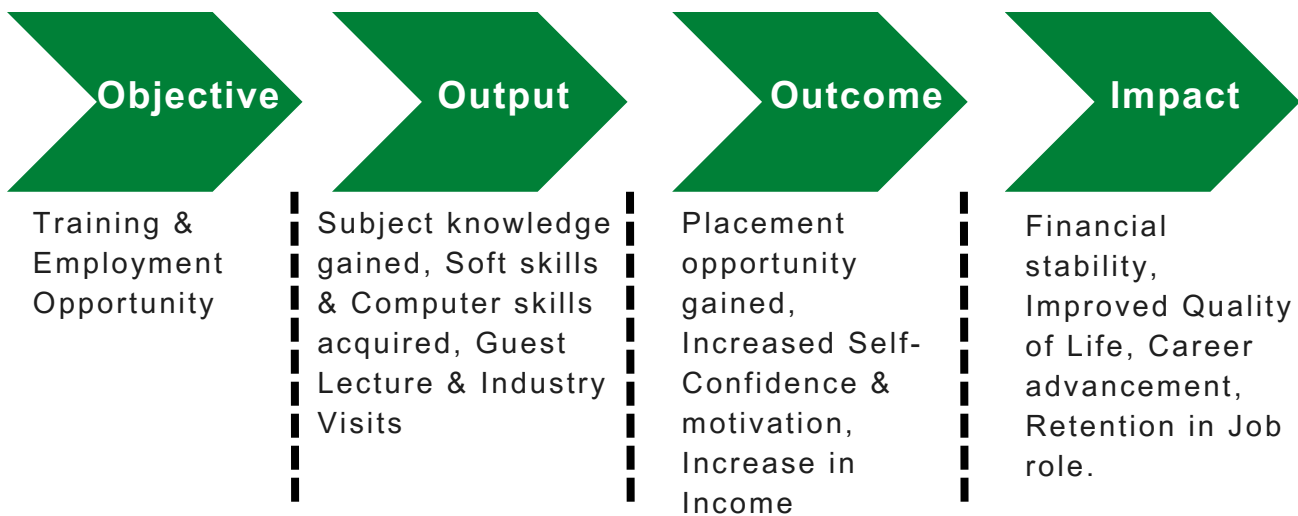 Objective
Training &
Employment
Opportunity
Output
Subject knowledge
gained, Soft skills
& Computer skills
acquired, Guest
Lecture & Industry
Visits
Outcome
Placement
opportunity
gained,
Increased Self-
Confidence &
motivation,
Increase in
Income
Impact
Financial
stability,
Improved Quality
of Life, Career
advancement,
Retention in Job
role.